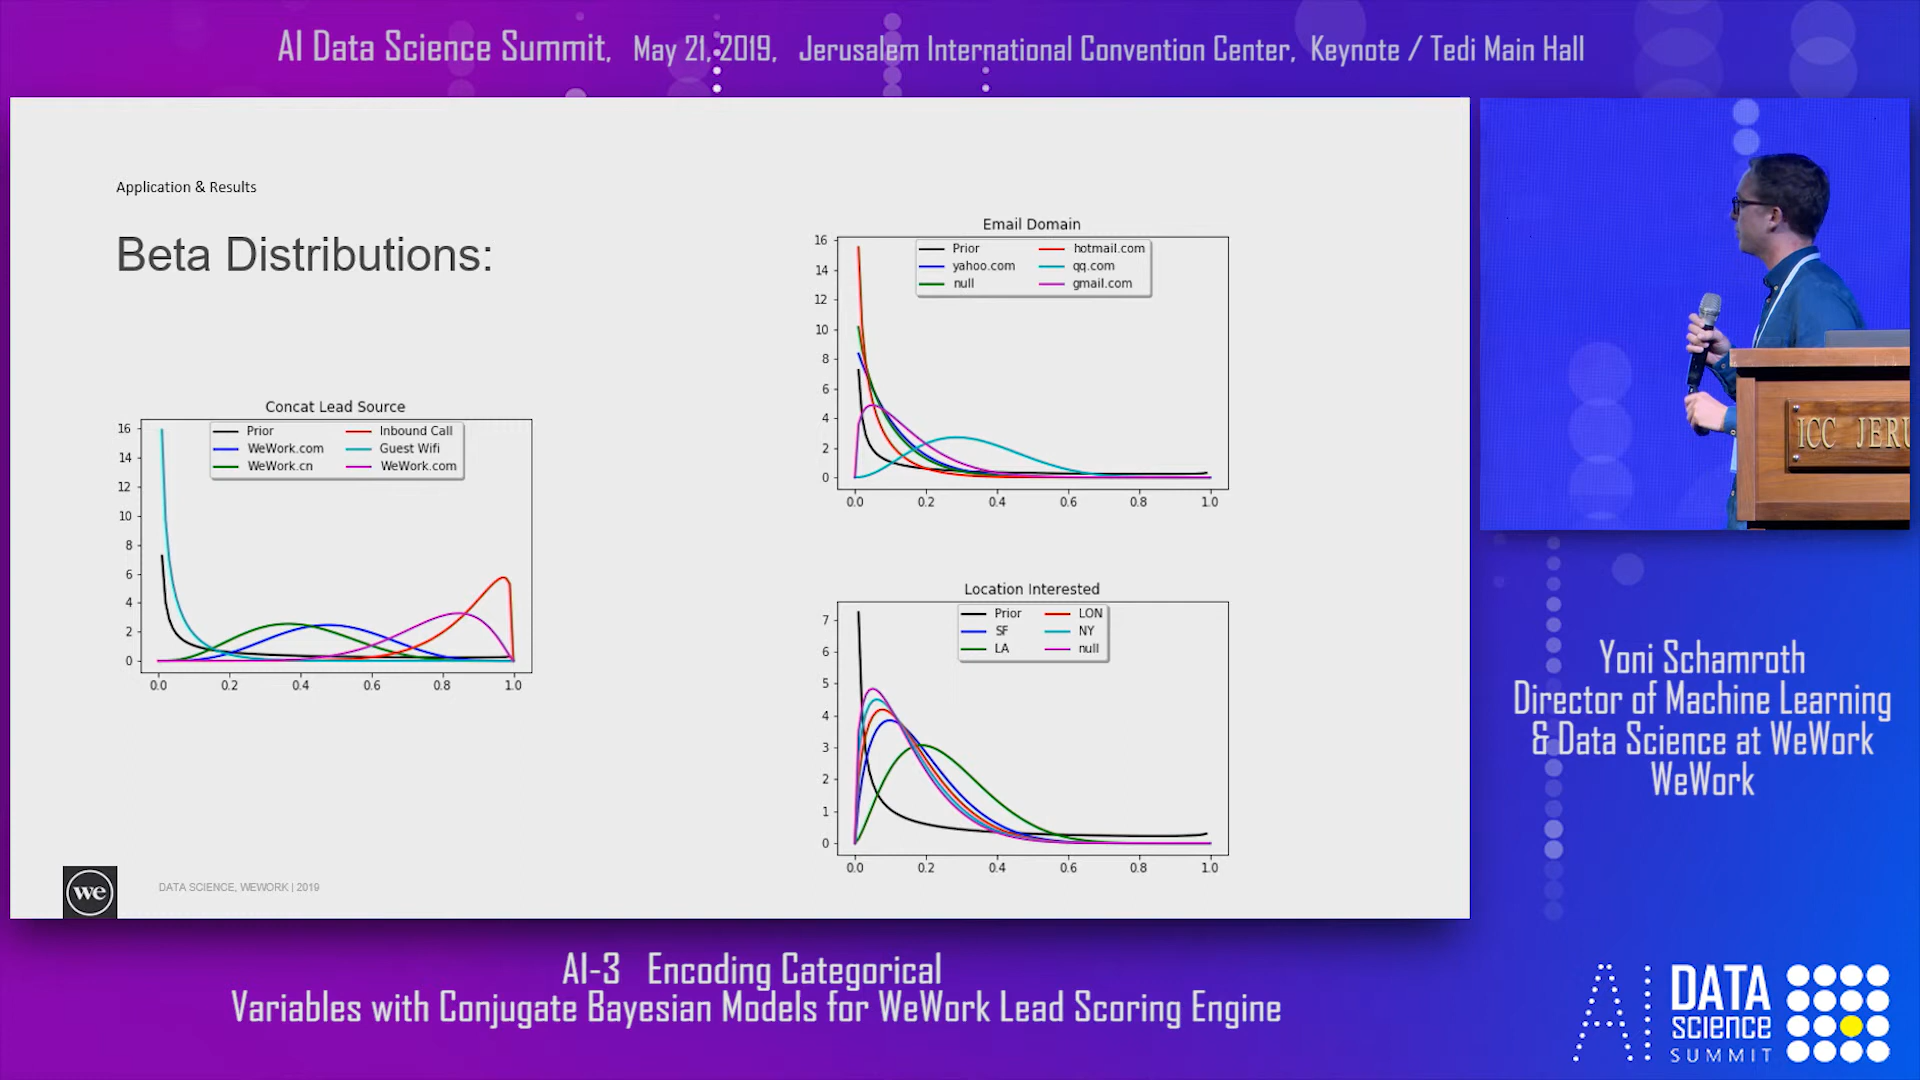 AI Data Science Summit, May 21, 2019, Jerusalem International Convention Center, Keynote / Tedi Main Hall
Application & Results
Beta Distributions:
Concat Lead Source
Prior
WeWork.com
WeWork.cn
Inbound Call
Guest Wifi
WeWork.com
16
14
12
10
8
6
4
2
0
0.0 0.2 0.4 0.6 0.8 1.0
Email Domain
Prior
yahoo.com
null
hotmail.com
qq.com
gmail.com
16
14
12
10
8
6
4
2
0
0.0 0.2 0.4 0.6 0.8 1.0
Location Interested
Prior
SF
LA
LON
NY
null
7
6
5
4
3
2
1
0
0.0 0.2 0.4 0.6 0.8 1.0
we
DATA SCIENCE, WEWORK | 2019
ICC JERU
Yoni Schamroth
Director of Machine Learning
& Data Science at WeWork
WeWork
AI-3 Encoding Categorical
Variables with Conjugate Bayesian Models for WeWork Lead Scoring Engine
AI
DATA
SCIENCE
SUMMIT